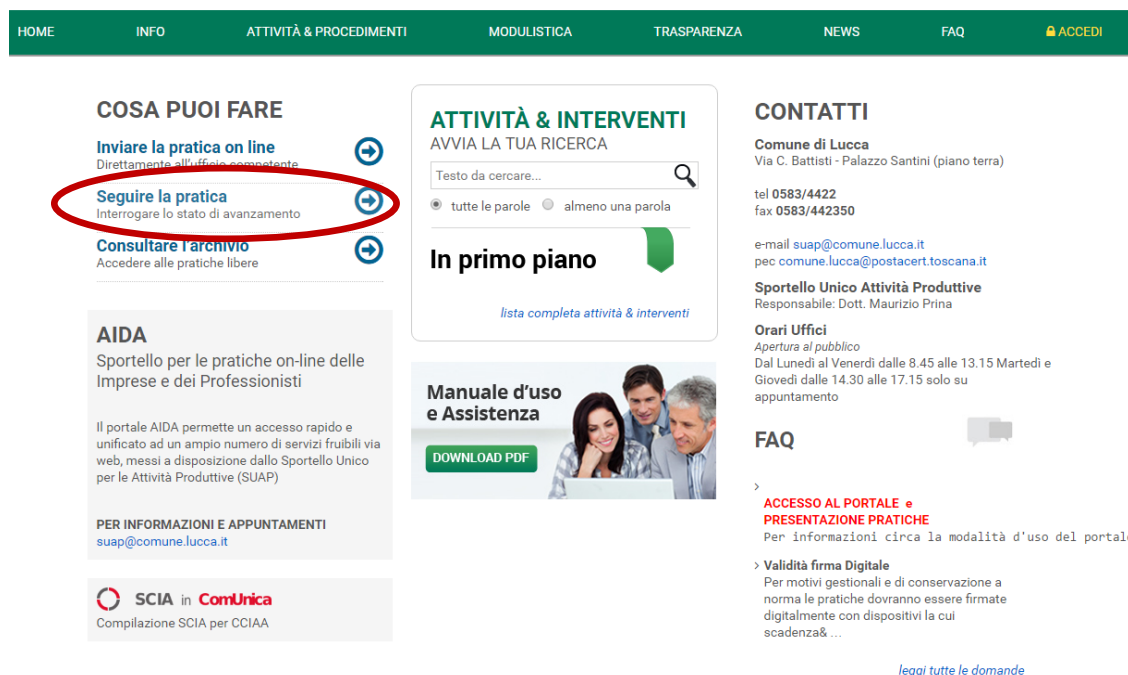 HOME INFO ATTIVITÀ & PROCEDIMENTI MODULISTICA TRASPARENZA NEWS FAQ ACCEDI
COSA PUOI FARE
Inviare la pratica on line
Direttamente all'ufficio competente
Seguire la pratica
Interrogare lo stato di avanzamento
Consultare l'archivio
Accedere alle pratiche libere
AIDA
Sportello per le pratiche on-line delle
Imprese e dei Professionisti
Il portale AIDA permette un accesso rapido e
unificato ad un ampio numero di servizi fruibili via
web, messi a disposizione dallo Sportello Unico
per le Attività Produttive (SUAP)
PER INFORMAZIONI E APPUNTAMENTI
suap@comune.lucca.it
SCIA in ComUnica
Compilazione SCIA per CCIAA
ATTIVITÀ & INTERVENTI
AVVIA LA TUA RICERCA
Testo da cercare...
tutte le parole almeno una parola
In primo piano
lista completa attività & interventi
Manuale d'uso
e Assistenza
DOWNLOAD PDF
CONTATTI
Comune di Lucca
Via C. Battisti - Palazzo Santini (piano terra)
tel 0583/4422
fax 0583/442350
e-mail suap@comune.lucca.it
pec comune.lucca@postacert.toscana.it
Sportello Unico Attività Produttive
Responsabile: Dott. Maurizio Prina
Orari Uffici
Apertura al pubblico
Dal Lunedì al Venerdì dalle 8.45 alle 13.15 Martedì e
Giovedì dalle 14.30 alle 17.15 solo su
appuntamento
FAQ
>
ACCESSO AL PORTALE e
PRESENTAZIONE PRATICHE
Per informazioni circa la modalità d'uso del portale
> Validità firma Digitale
Per motivi gestionali e di conservazione a
norma le pratiche dovranno essere firmate
digitalmente con dispositivi la cui
scadenza& ...
leggi tutte le domande